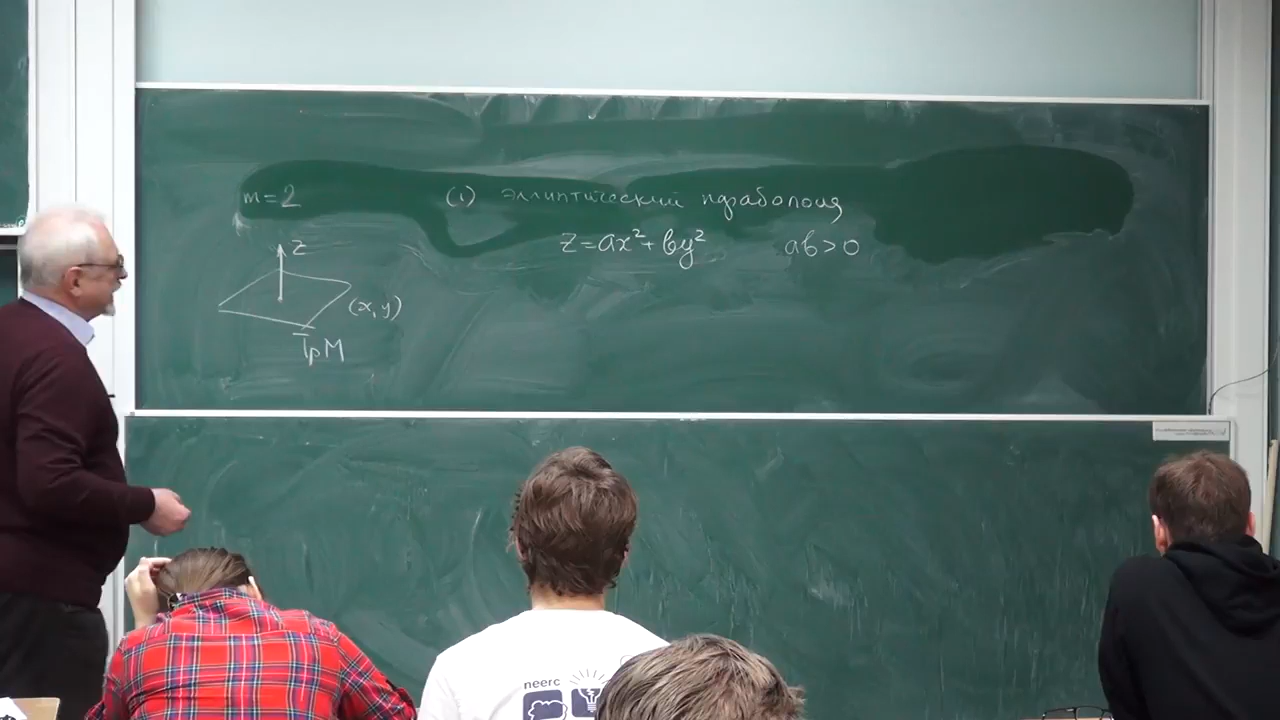 m=2
(1) эллиптический параболоид
z=ax²+by² ab>0
z
(x,y)
TₚM
neerc